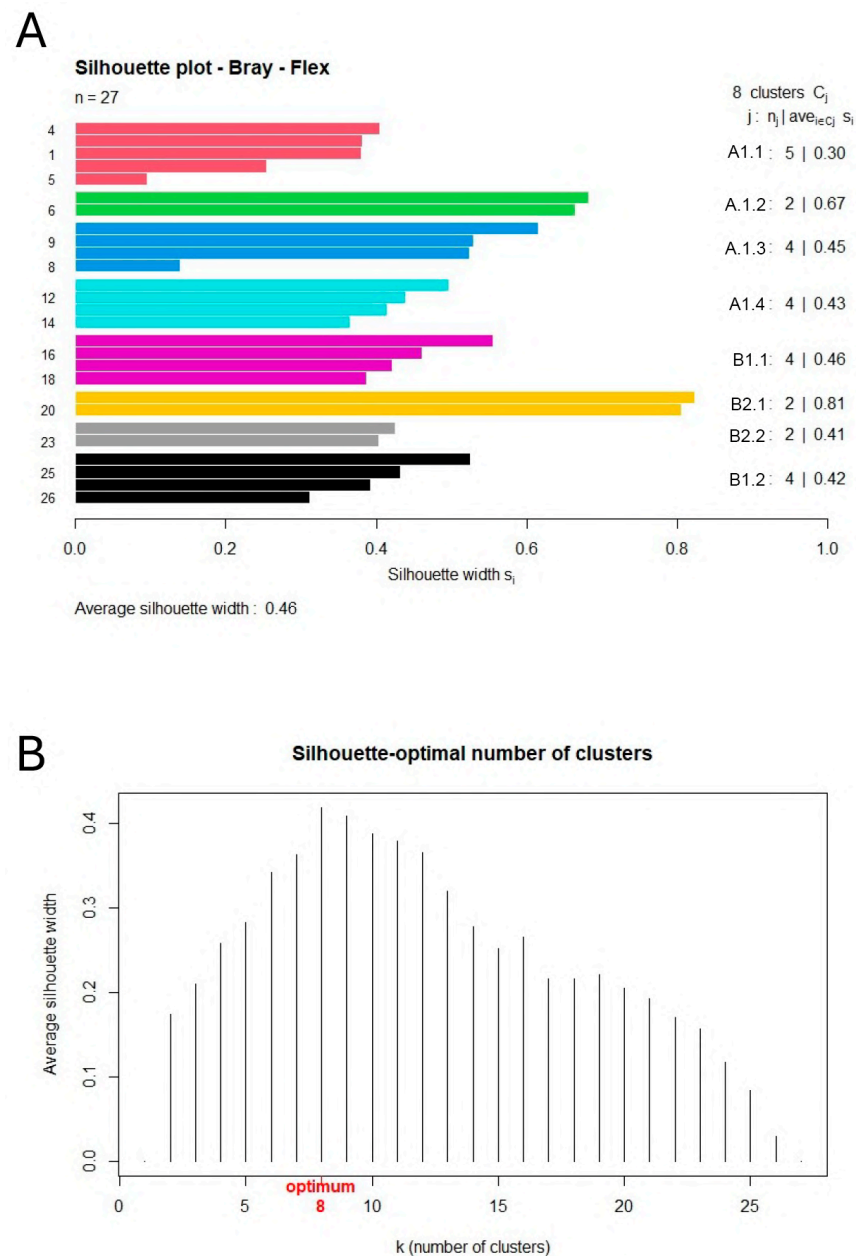 A
Silhouette plot - Bray - Flex
n = 27
8 clusters Cj
j : nj | avei∈Cj si
4
1
5
A1.1 : 5 | 0.30
6
A.1.2 : 2 | 0.67
9
8
A.1.3 : 4 | 0.45
12
14
A1.4 : 4 | 0.43
16
18
B1.1 : 4 | 0.46
20
B2.1 : 2 | 0.81
23
B2.2 : 2 | 0.41
25
26
B1.2 : 4 | 0.42
0.0 0.2 0.4 0.6 0.8 1.0
Silhouette width si
Average silhouette width : 0.46
B
Silhouette-optimal number of clusters
Average silhouette width
0.4
0.3
0.2
0.1
0.0
optimum
0 5 8 10 15 20 25
k (number of clusters)